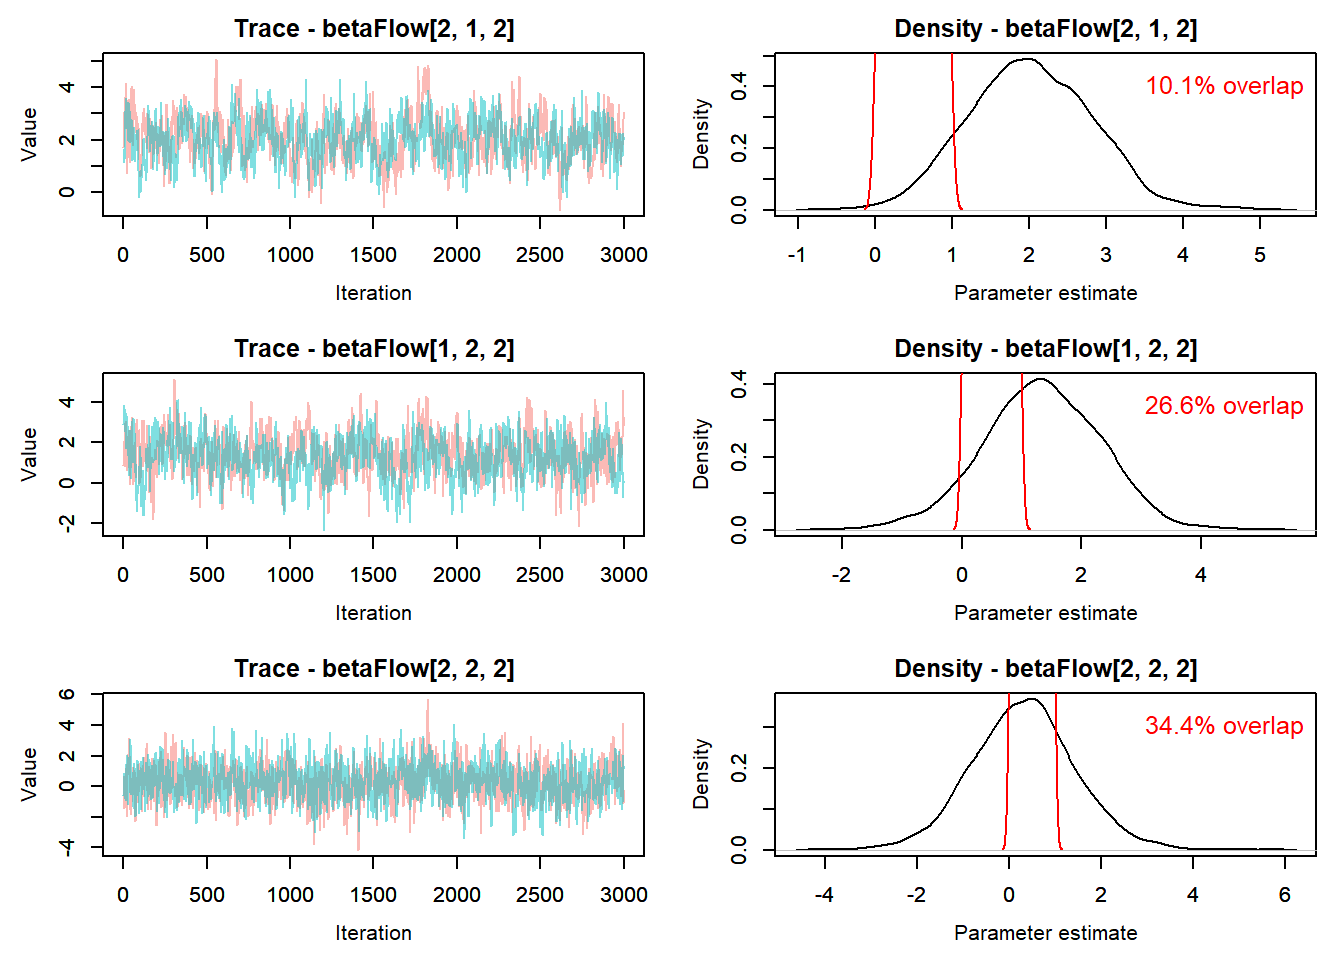 Trace - betaFlow[2, 1, 2]
Value
0 2 4
0 500 1000 1500 2000 2500 3000
Iteration
Density - betaFlow[2, 1, 2]
10.1% overlap
Density
0.0 0.2 0.4
-1 0 1 2 3 4 5
Parameter estimate
Trace - betaFlow[1, 2, 2]
Value
-2 0 2 4
0 500 1000 1500 2000 2500 3000
Iteration
Density - betaFlow[1, 2, 2]
26.6% overlap
Density
0.0 0.2 0.4
-2 0 2 4
Parameter estimate
Trace - betaFlow[2, 2, 2]
Value
-4 0 2 4 6
0 500 1000 1500 2000 2500 3000
Iteration
Density - betaFlow[2, 2, 2]
34.4% overlap
Density
0.0 0.2
-4 -2 0 2 4 6
Parameter estimate